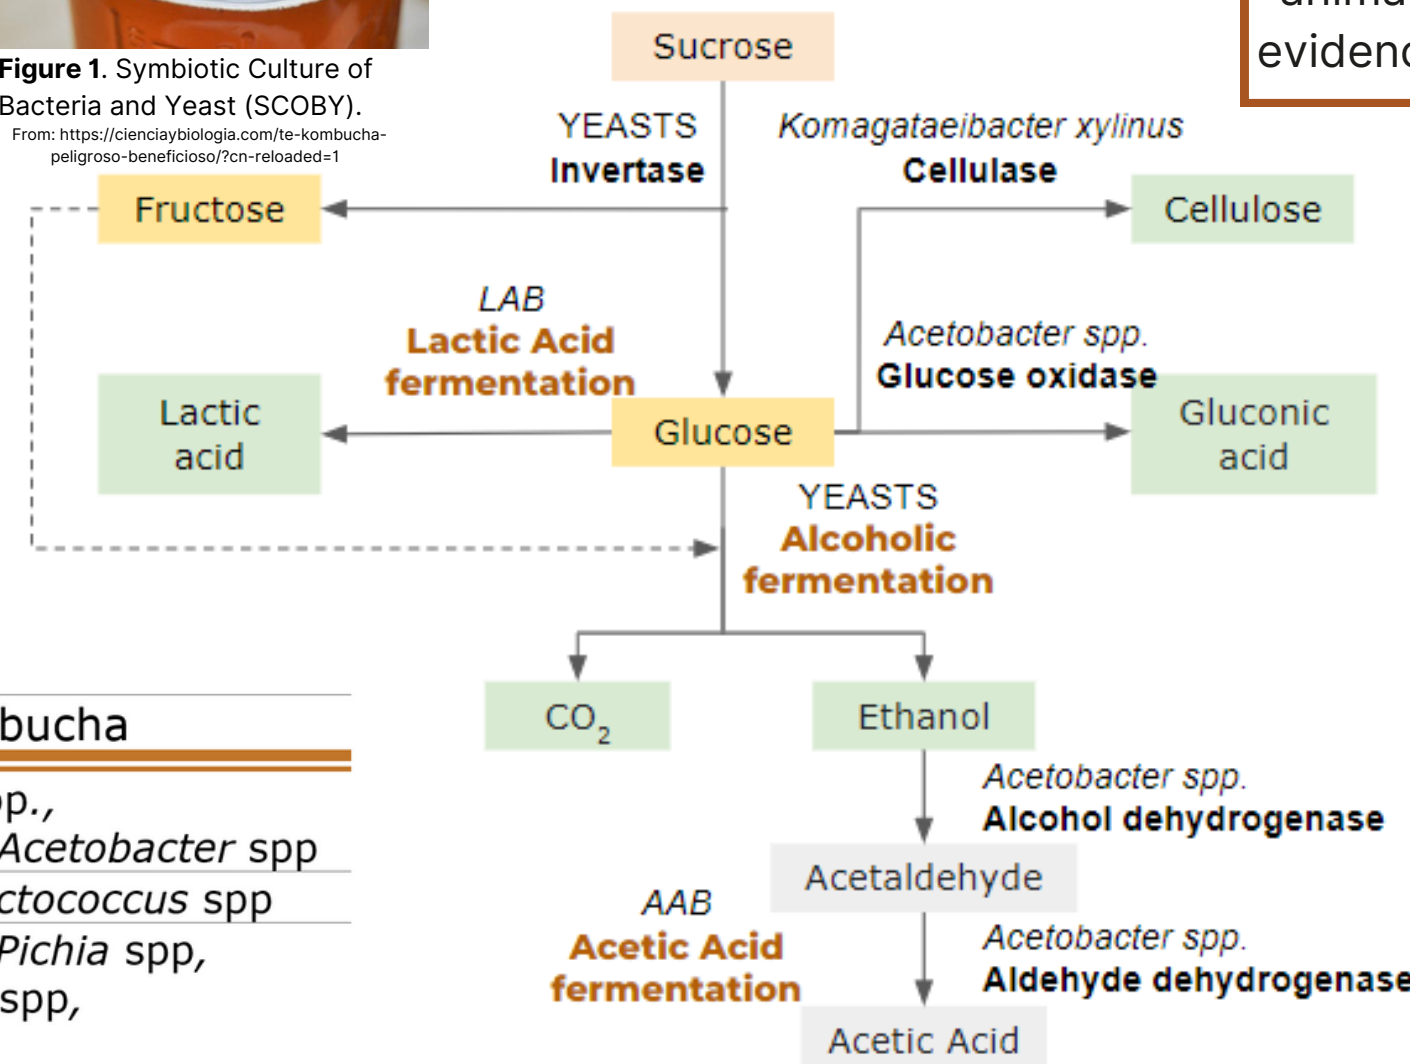 anima
evidenc
Figure 1. Symbiotic Culture of
Bacteria and Yeast (SCOBY).
From: https://cienciaybiologia.com/te-kombucha-
peligroso-beneficioso/?cn-reloaded=1
Sucrose
YEASTS
Invertase
Komagataeibacter xylinus
Cellulase
Fructose
Cellulose
LAB
Lactic Acid
fermentation
Acetobacter spp.
Glucose oxidase
Lactic
acid
Glucose
Gluconic
acid
YEASTS
Alcoholic
fermentation
CO₂
Ethanol
Acetobacter spp.
Alcohol dehydrogenase
Acetaldehyde
AAB
Acetic Acid
fermentation
Acetobacter spp.
Aldehyde dehydrogenase
Acetic Acid
bucha
pp.,
Acetobacter spp
ctococcus spp
Pichia spp,
spp,